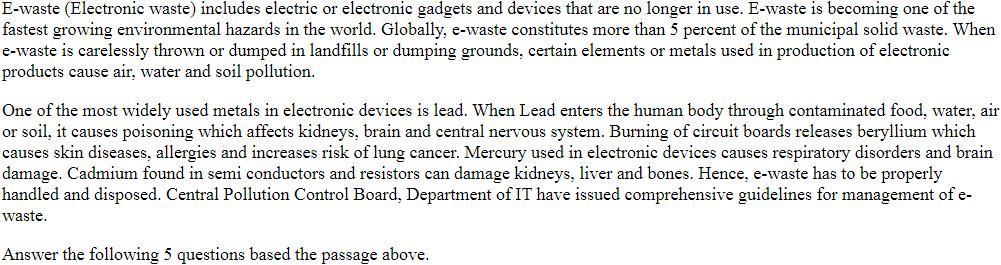 E-waste (Electronic waste) includes electric or electronic gadgets and devices that are no longer in use. E-waste is becoming one of the
fastest growing environmental hazards in the world. Globally, e-waste constitutes more than 5 percent of the municipal solid waste. When
e-waste is carelessly thrown or dumped in landfills or dumping grounds, certain elements or metals used in production of electronic
products cause air, water and soil pollution.
One of the most widely used metals in electronic devices is lead. When Lead enters the human body through contaminated food, water, air
or soil, it causes poisoning which affects kidneys, brain and central nervous system. Burning of circuit boards releases beryllium which
causes skin diseases, allergies and increases risk of lung cancer. Mercury used in electronic devices causes respiratory disorders and brain
damage. Cadmium found in semi conductors and resistors can damage kidneys, liver and bones. Hence, e-waste has to be properly
handled and disposed. Central Pollution Control Board, Department of IT have issued comprehensive guidelines for management of e-
waste.
Answer the following 5 questions based the passage above.